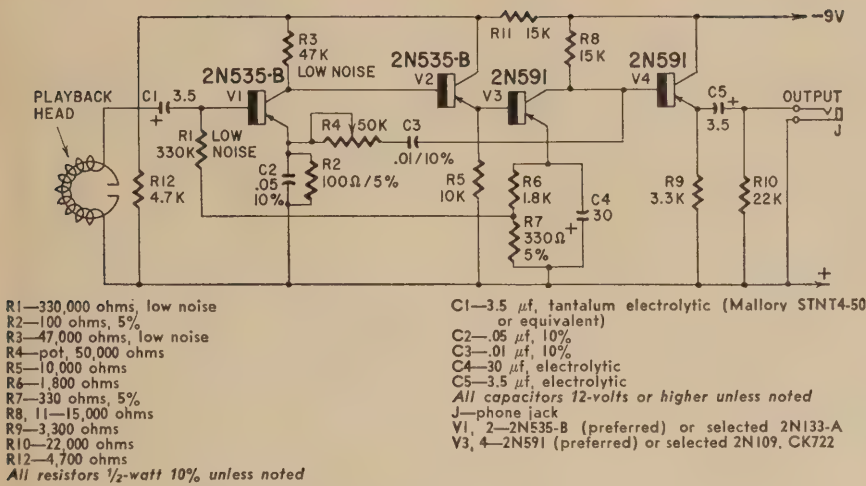 –9V
R11 15K
R3
47K
LOW NOISE
R8
15K
2N535-B
2N535-B
2N591
2N591
V1
V2
V3
V4
PLAYBACK
HEAD
C1 3.5
+
R1
330K
LOW
NOISE
R4 50K
C3
.01/10%
C5
+
3.5
OUTPUT
J
R12
4.7K
C2
.05
10%
R2
100Ω/5%
R5
10K
R6
1.8K
C4
30
R7
330Ω
5%
+
R9
3.3K
R10
22K
+
R1—330,000 ohms, low noise
R2—100 ohms, 5%
R3—47,000 ohms, low noise
R4—pot, 50,000 ohms
R5—10,000 ohms
R6—1,800 ohms
R7—330 ohms, 5%
R8, 11—15,000 ohms
R9—3,300 ohms
R10—22,000 ohms
R12—4,700 ohms
All resistors 1/2-watt 10% unless noted
C1—3.5 μf, tantalum electrolytic (Mallory STNT4-50
or equivalent)
C2—.05 μf, 10%
C3—.01 μf, 10%
C4—30 μf, electrolytic
C5—3.5 μf, electrolytic
All capacitors 12-volts or higher unless noted
J—phone jack
V1, 2—2N535-B (preferred) or selected 2N133-A
V3, 4—2N591 (preferred) or selected 2N109, CK722